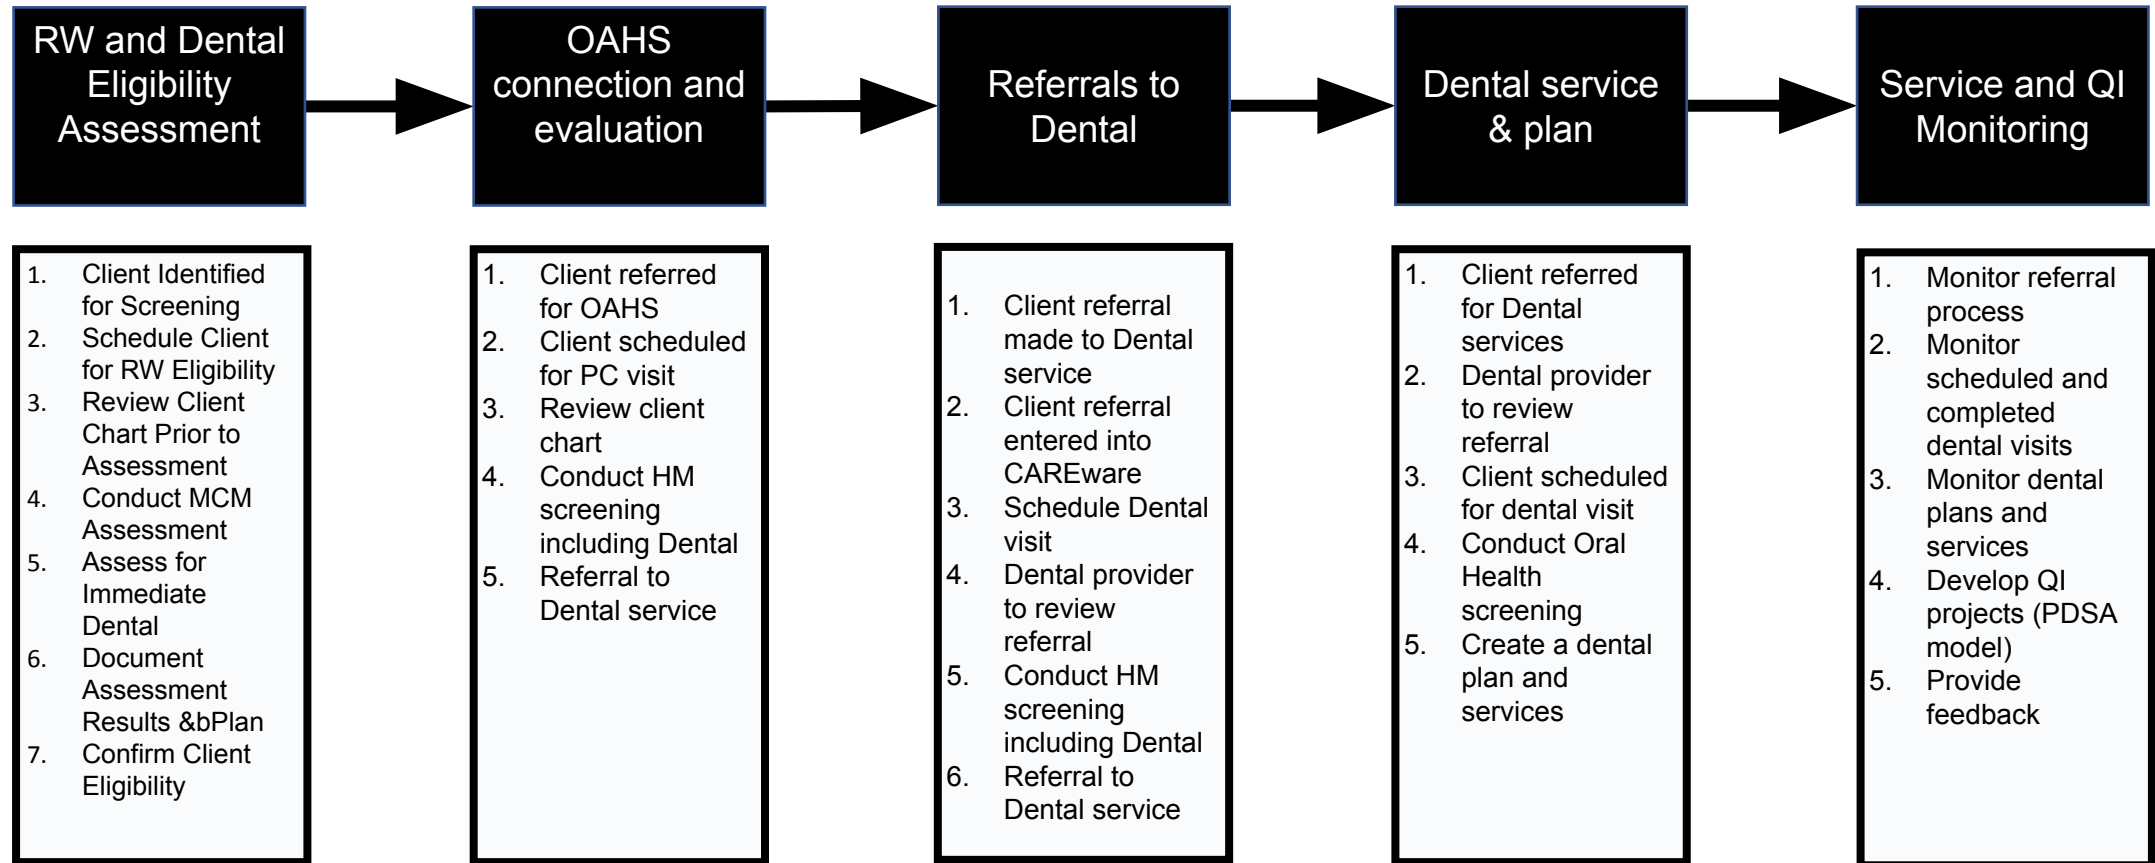 RW and Dental
Eligibility
Assessment
OAHS
connection and
evaluation
Referrals to
Dental
Dental service
& plan
Service and QI
Monitoring
1. Client Identified
for Screening
2. Schedule Client
for RW Eligibility
3. Review Client
Chart Prior to
Assessment
4. Conduct MCM
Assessment
5. Assess for
Immediate
Dental
6. Document
Assessment
Results &bPlan
7. Confirm Client
Eligibility
1. Client referred
for OAHS
2. Client scheduled
for PC visit
3. Review client
chart
4. Conduct HM
screening
including Dental
5. Referral to
Dental service
1. Client referral
made to Dental
service
2. Client referral
entered into
CAREware
3. Schedule Dental
visit
4. Dental provider
to review
referral
5. Conduct HM
screening
including Dental
6. Referral to
Dental service
1. Client referred
for Dental
services
2. Dental provider
to review
referral
3. Client scheduled
for dental visit
4. Conduct Oral
Health
screening
5. Create a dental
plan and
services
1. Monitor referral
process
2. Monitor
scheduled and
completed
dental visits
3. Monitor dental
plans and
services
4. Develop QI
projects (PDSA
model)
5. Provide
feedback